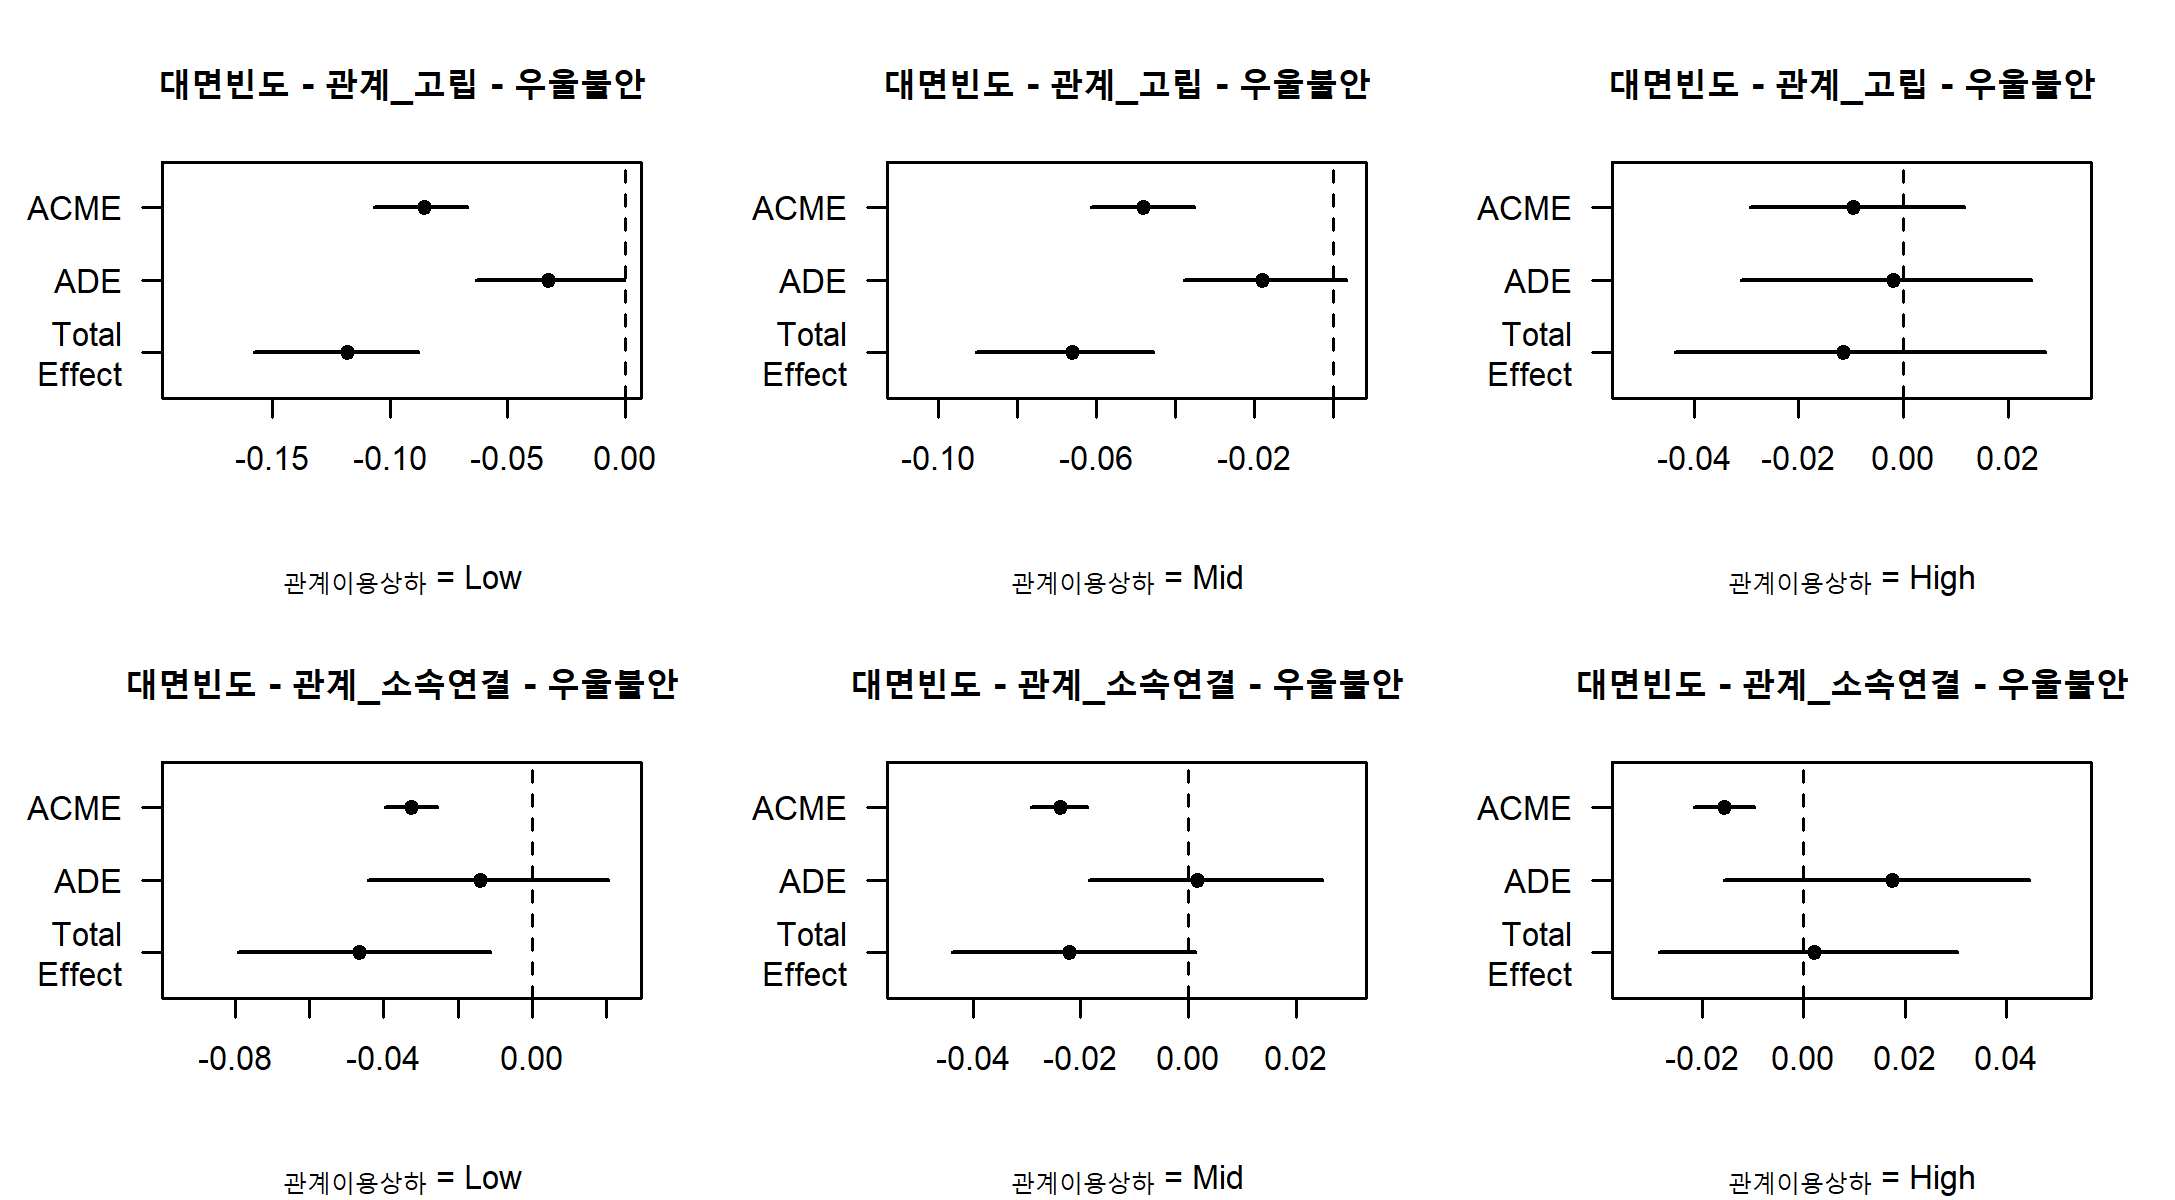 대면빈도 - 관계_고립 - 우울불안
ACME
ADE
Total
Effect
-0.15 -0.10 -0.05 0.00
관계이용상하 = Low
대면빈도 - 관계_고립 - 우울불안
ACME
ADE
Total
Effect
-0.10 -0.06 -0.02
관계이용상하 = Mid
대면빈도 - 관계_고립 - 우울불안
ACME
ADE
Total
Effect
-0.04 -0.02 0.00 0.02
관계이용상하 = High
대면빈도 - 관계_소속연결 - 우울불안
ACME
ADE
Total
Effect
-0.08 -0.04 0.00
관계이용상하 = Low
대면빈도 - 관계_소속연결 - 우울불안
ACME
ADE
Total
Effect
-0.04 -0.02 0.00 0.02
관계이용상하 = Mid
대면빈도 - 관계_소속연결 - 우울불안
ACME
ADE
Total
Effect
-0.02 0.00 0.02 0.04
관계이용상하 = High